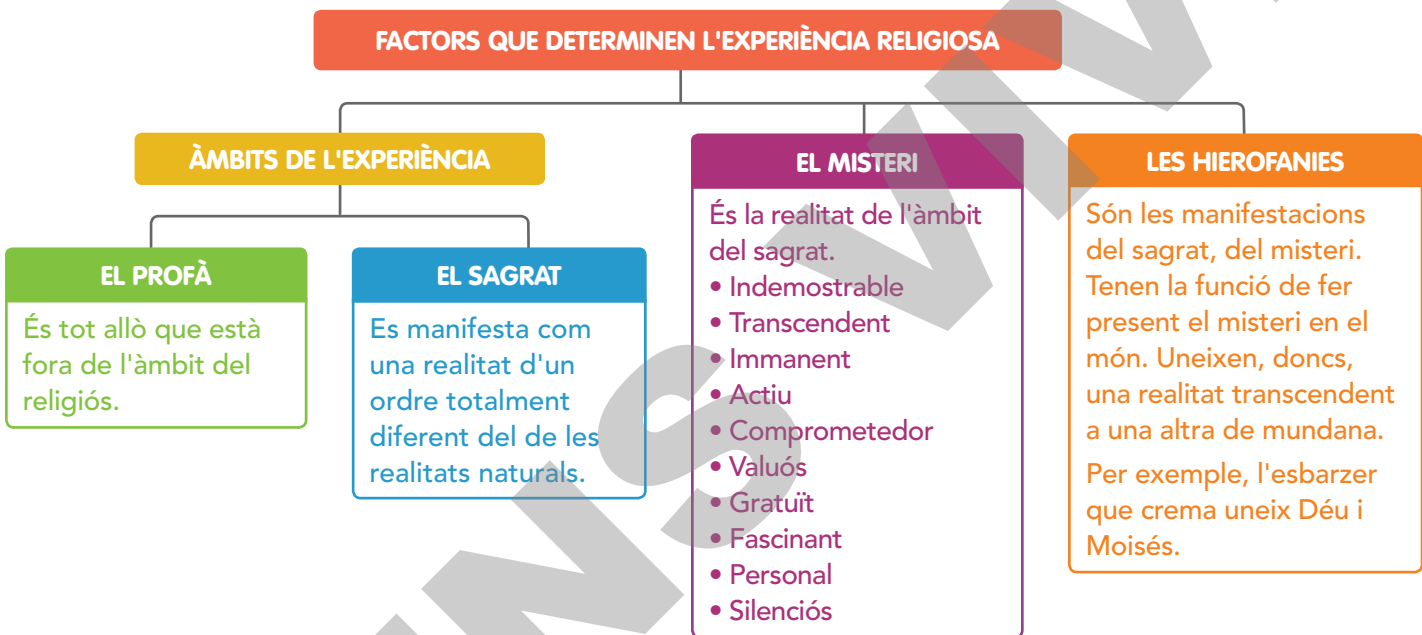 FACTORS QUE DETERMINEN L'EXPERIÈNCIA RELIGIOSA
ÀMBITS DE L'EXPERIÈNCIA
EL PROFÀ
És tot allò que està
fora de l'àmbit del
religiós.
EL SAGRAT
Es manifesta com
una realitat d'un
ordre totalment
diferent del de les
realitats naturals.
EL MISTERI
És la realitat de l'àmbit
del sagrat.
• Indemostrable
• Transcendent
• Immanent
• Actiu
• Comprometedor
• Valuós
• Gratuït
• Fascinant
• Personal
• Silenciós
LES HIEROFANIES
Són les manifestacions
del sagrat, del misteri.
Tenen la funció de fer
present el misteri en el
món. Uneixen, doncs,
una realitat transcendent
a una altra de mundana.
Per exemple, l'esbarzer
que crema uneix Déu i
Moisés.